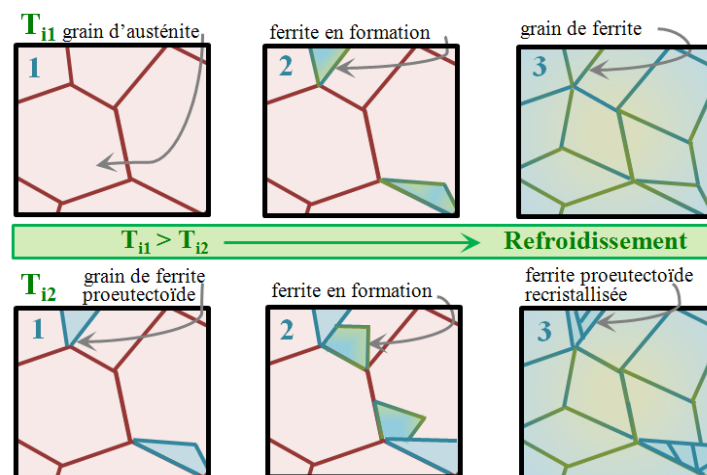 Ti1 grain d'austénite
ferrite en formation
grain de ferrite
1
2
3
Ti1 > Ti2
Refroidissement
Ti2
grain de ferrite
proeutectoïde
ferrite en formation
ferrite proeutectoïde
recristallisée
1
2
3